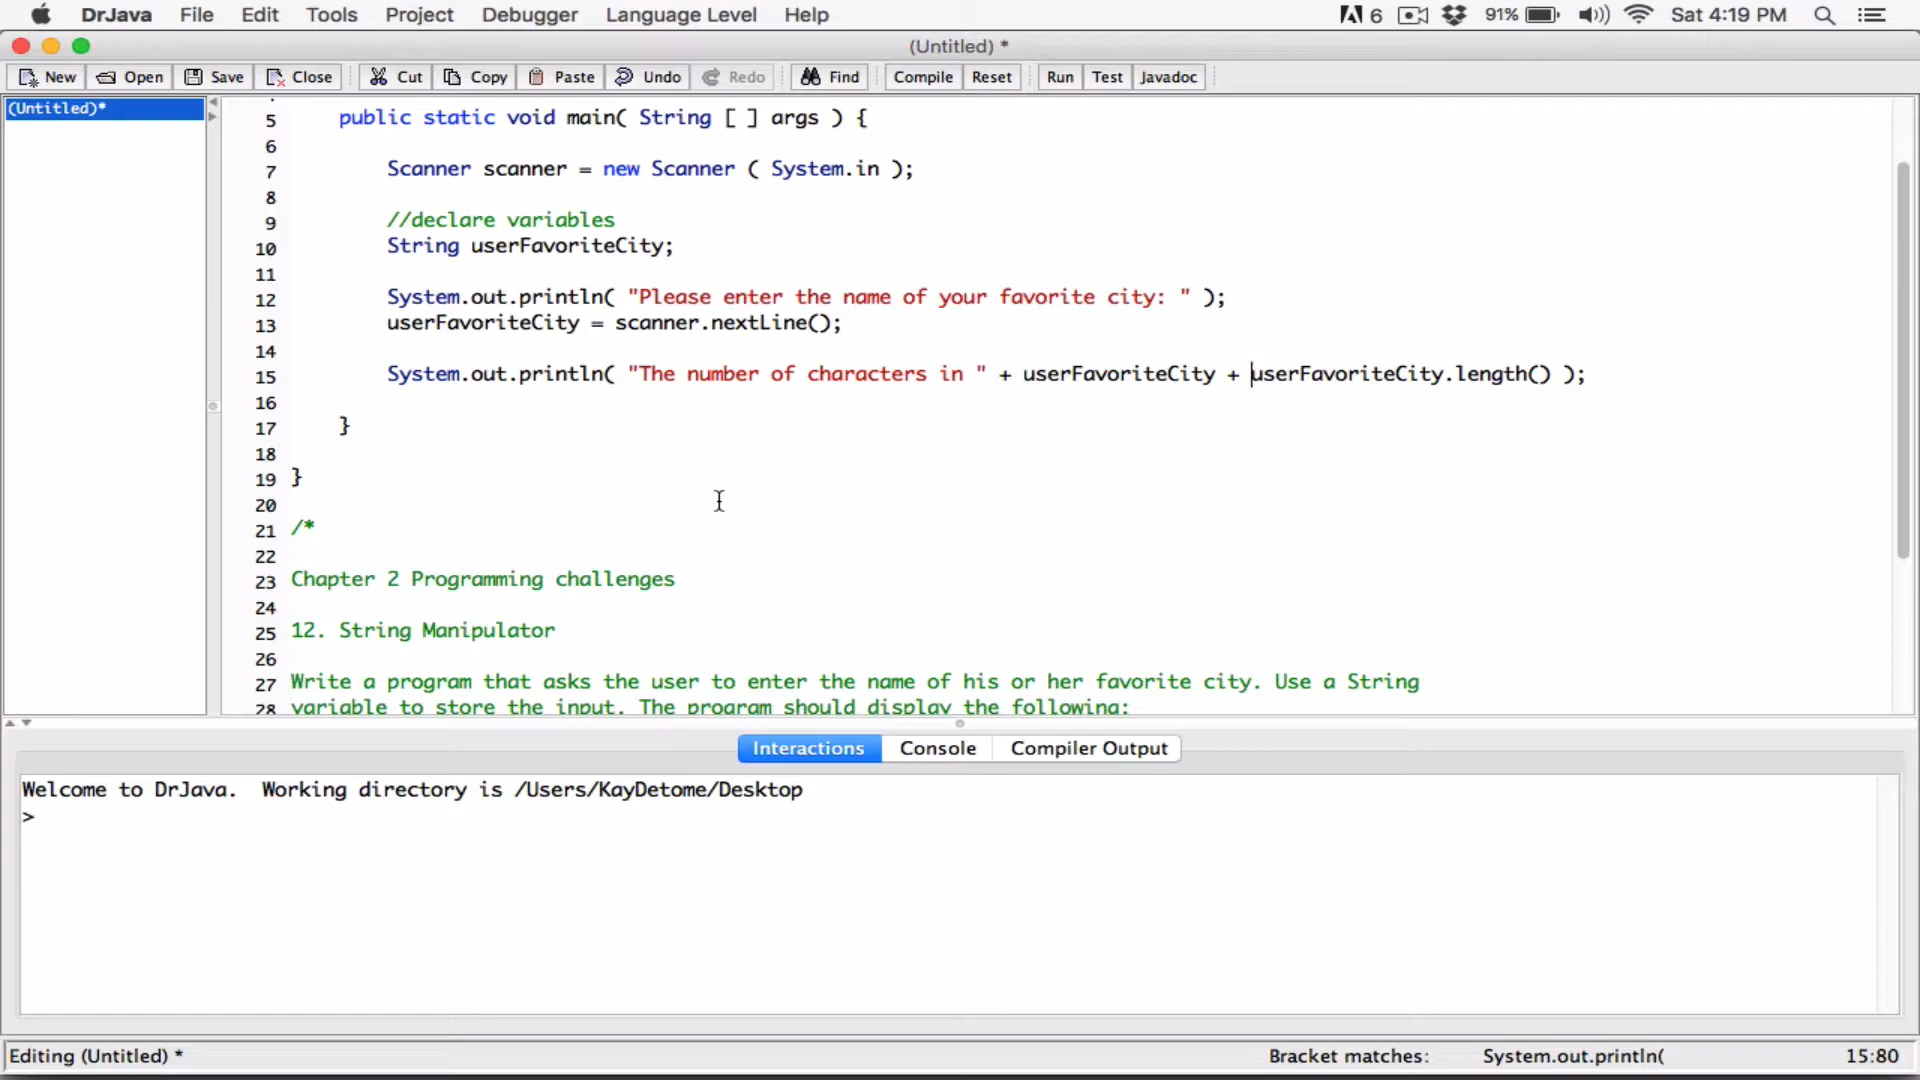 DrJava File Edit Tools Project Debugger Language Level Help 6 91% Sat 4:19 PM
(Untitled) *
New Open Save Close Cut Copy Paste Undo Redo Find Compile Reset Run Test Javadoc
(Untitled)*
5 public static void main( String [ ] args ) {
6
7 Scanner scanner = new Scanner ( System.in );
8
9 //declare variables
10 String userFavoriteCity;
11
12 System.out.println( "Please enter the name of your favorite city: " );
13 userFavoriteCity = scanner.nextLine();
14
15 System.out.println( "The number of characters in " + userFavoriteCity + userFavoriteCity.length() );
16
17 }
18
19 }
20
21 /*
22
23 Chapter 2 Programming challenges
24
25 12. String Manipulator
26
27 Write a program that asks the user to enter the name of his or her favorite city. Use a String
28 variable to store the input. The program should display the following:
Interactions Console Compiler Output
Welcome to DrJava. Working directory is /Users/KayDetome/Desktop
>
Editing (Untitled) * Bracket matches: System.out.println( 15:80